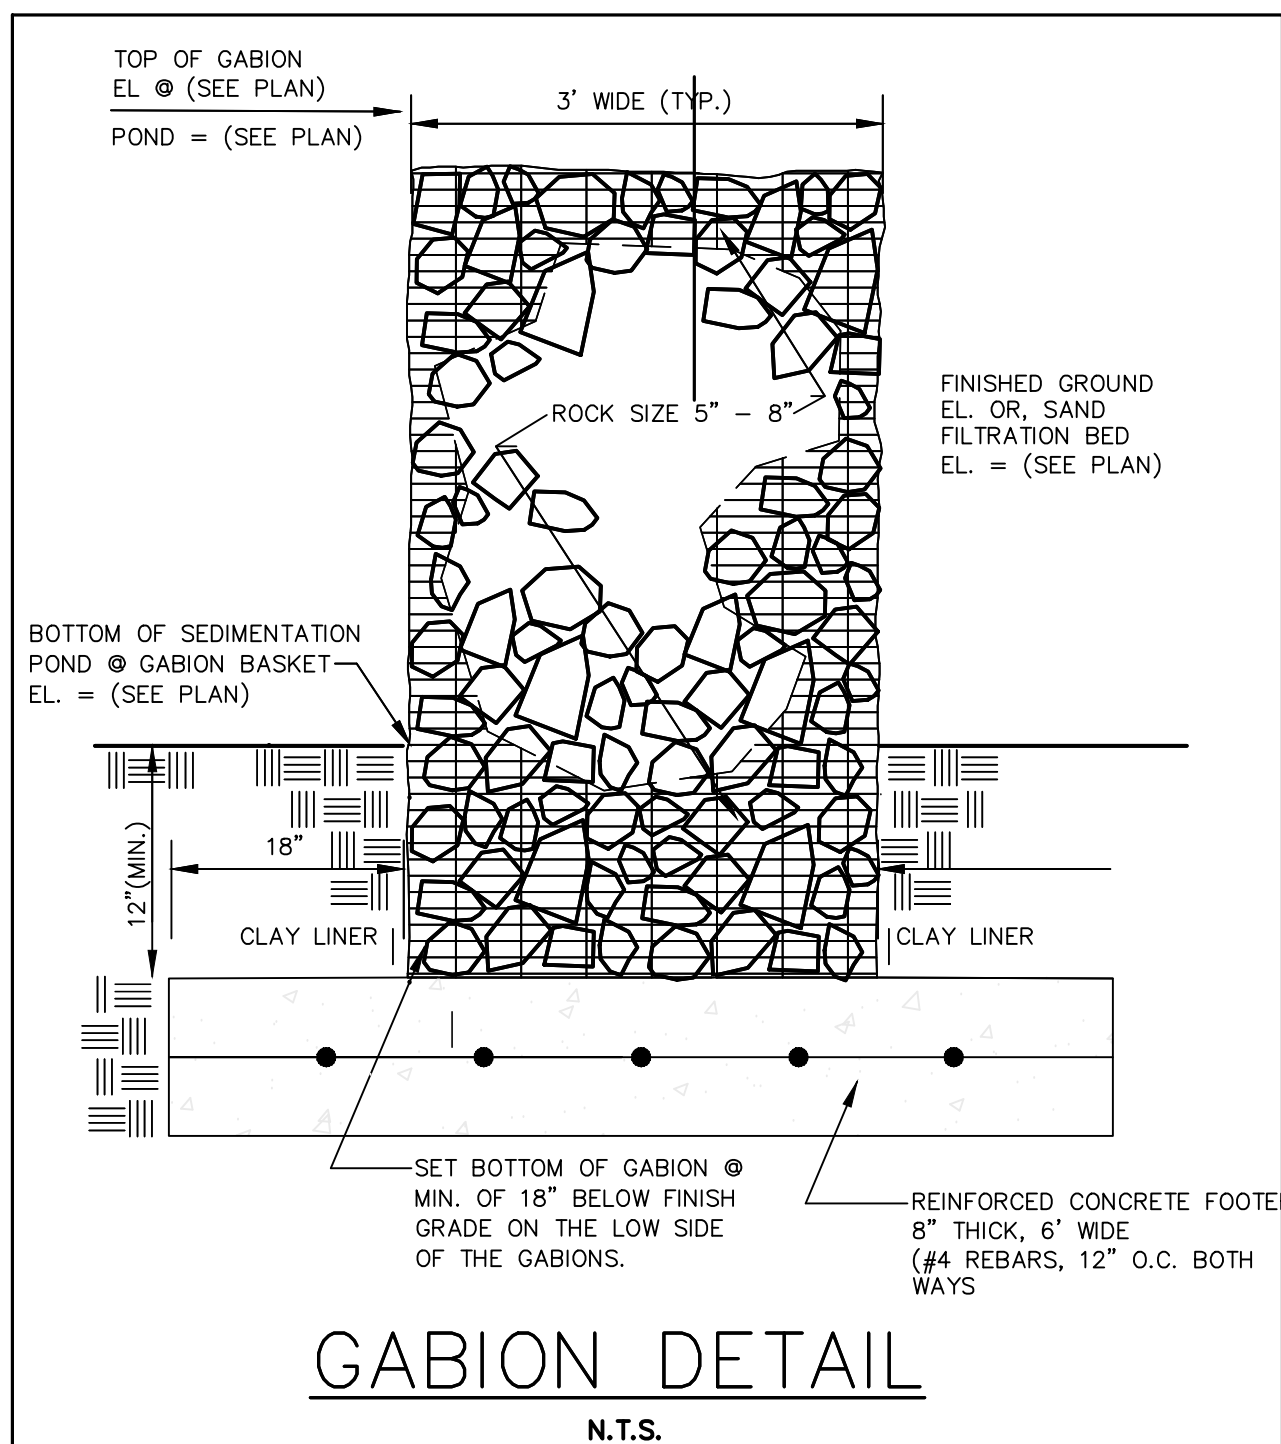 TOP OF GABION
EL @ (SEE PLAN)
POND = (SEE PLAN)
3' WIDE (TYP.)
ROCK SIZE 5" - 8"
FINISHED GROUND
EL. OR, SAND
FILTRATION BED
EL. = (SEE PLAN)
BOTTOM OF SEDIMENTATION
POND @ GABION BASKET
EL. = (SEE PLAN)
12"(MIN.)
18"
CLAY LINER
CLAY LINER
SET BOTTOM OF GABION @
MIN. OF 18" BELOW FINISH
GRADE ON THE LOW SIDE
OF THE GABIONS.
REINFORCED CONCRETE FOOTE
8" THICK, 6' WIDE
(#4 REBARS, 12" O.C. BOTH
WAYS
GABION DETAIL
N.T.S.